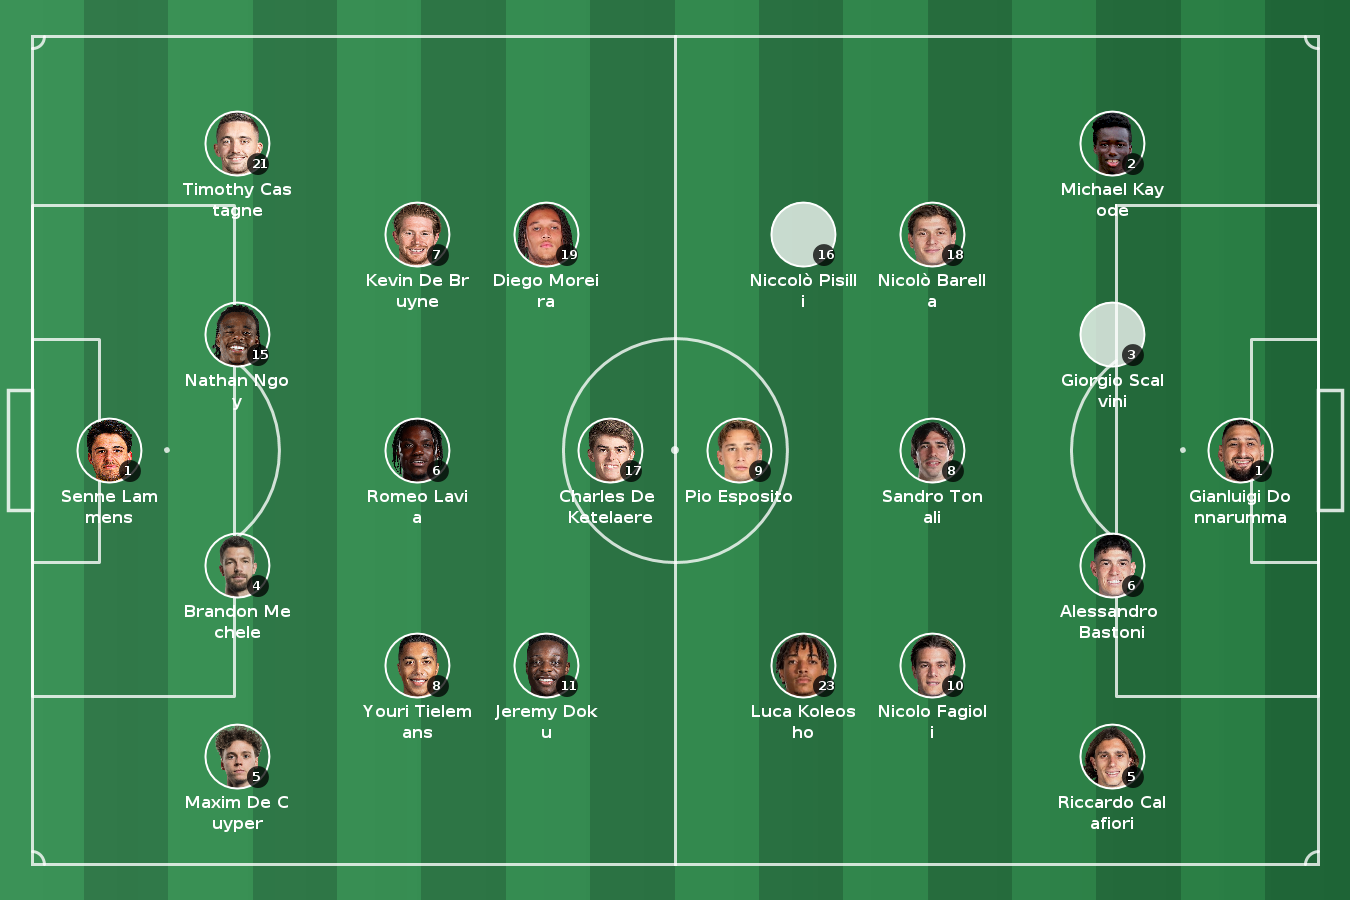 21
Timothy Cas
tagne
2
Michael Kay
ode
7
Kevin De Br
uyne
19
Diego Morei
ra
16
Niccolò Pisill
i
18
Nicolò Barell
a
15
Nathan Ngo
y
3
Giorgio Scal
vini
1
Senne Lam
mens
6
Romeo Lavi
a
17
Charles De
Ketelaere
9
Pio Esposito
8
Sandro Ton
ali
1
Gianluigi Do
nnarumma
4
Brandon Me
chele
6
Alessandro
Bastoni
8
Youri Tielem
ans
11
Jeremy Dok
u
23
Luca Koleos
ho
10
Nicolo Fagiol
i
5
Maxim De C
uyper
5
Riccardo Cal
afiori